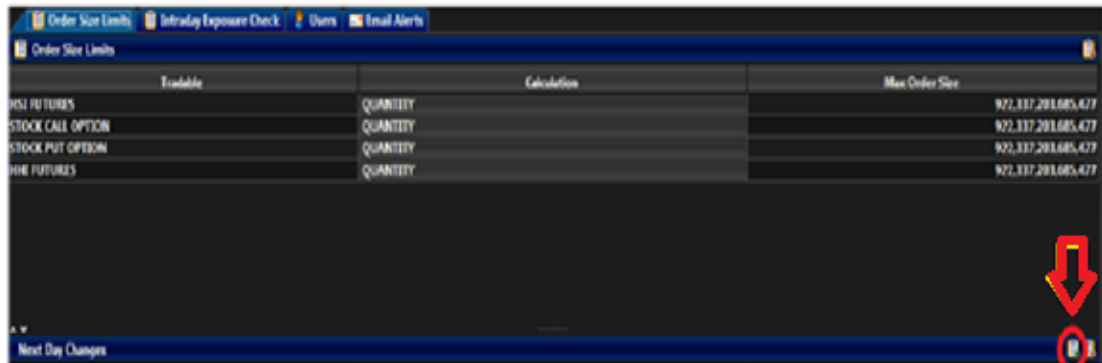 Order Size Limits Intraday Exposure Check Users Email Alerts
Order Size Limits
Tradable Calculation Max Order Size
HSI FUTURES QUANTITY 922,337,203,685,477
STOCK CALL OPTION QUANTITY 922,337,203,685,477
STOCK PUT OPTION QUANTITY 922,337,203,685,477
HHI FUTURES QUANTITY 922,337,203,685,477
Next Day Changes